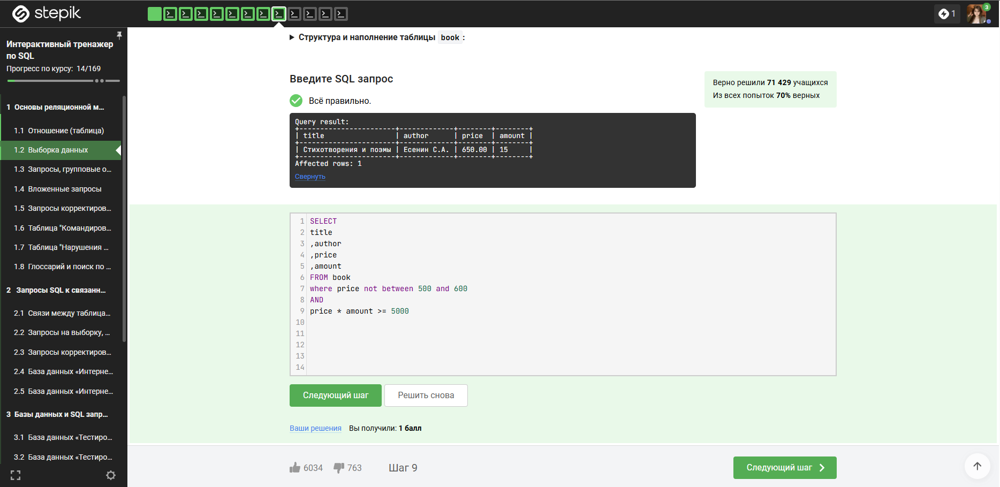 stepik
1
3
Интерактивный тренажер
по SQL
Прогресс по курсу: 14/169
1 Основы реляционной м...
1.1 Отношение (таблица)
1.2 Выборка данных
1.3 Запросы, групповые о...
1.4 Вложенные запросы
1.5 Запросы корректиров...
1.6 Таблица "Командиров...
1.7 Таблица "Нарушения ...
1.8 Глоссарий и поиск по ...
2 Запросы SQL к связанн...
2.1 Связи между таблица...
2.2 Запросы на выборку, ...
2.3 Запросы корректиров...
2.4 База данных «Интерне...
2.5 База данных «Интерне...
3 Базы данных и SQL запр...
3.1 База данных «Тестиро...
3.2 База данных «Тестиро...
Структура и наполнение таблицы book :
Введите SQL запрос
Всё правильно.
Верно решили 71 429 учащихся
Из всех попыток 70% верных
Query result:
+-----------------------+-------------+--------+--------+
| title                 | author      | price  | amount |
+-----------------------+-------------+--------+--------+
| Стихотворения и поэмы | Есенин С.А. | 650.00 | 15     |
+-----------------------+-------------+--------+--------+
Affected rows: 1
Свернуть
1 SELECT
2 title
3 ,author
4 ,price
5 ,amount
6 FROM book
7 where price not between 500 and 600
8 AND
9 price * amount >= 5000
10
11
12
13
14
Следующий шаг
Решить снова
Ваши решения Вы получили: 1 балл
6034 763 Шаг 9
Следующий шаг